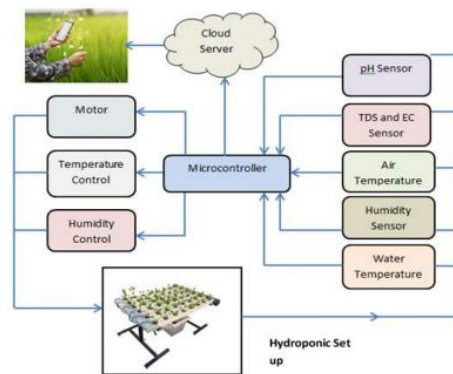 Cloud
Server
pH Sensor
Motor
TDS and EC
Sensor
Temperature
Control
Microcontroller
Air
Temperature
Humidity
Control
Humidity
Sensor
Water
Temperature
Hydroponic Set
up